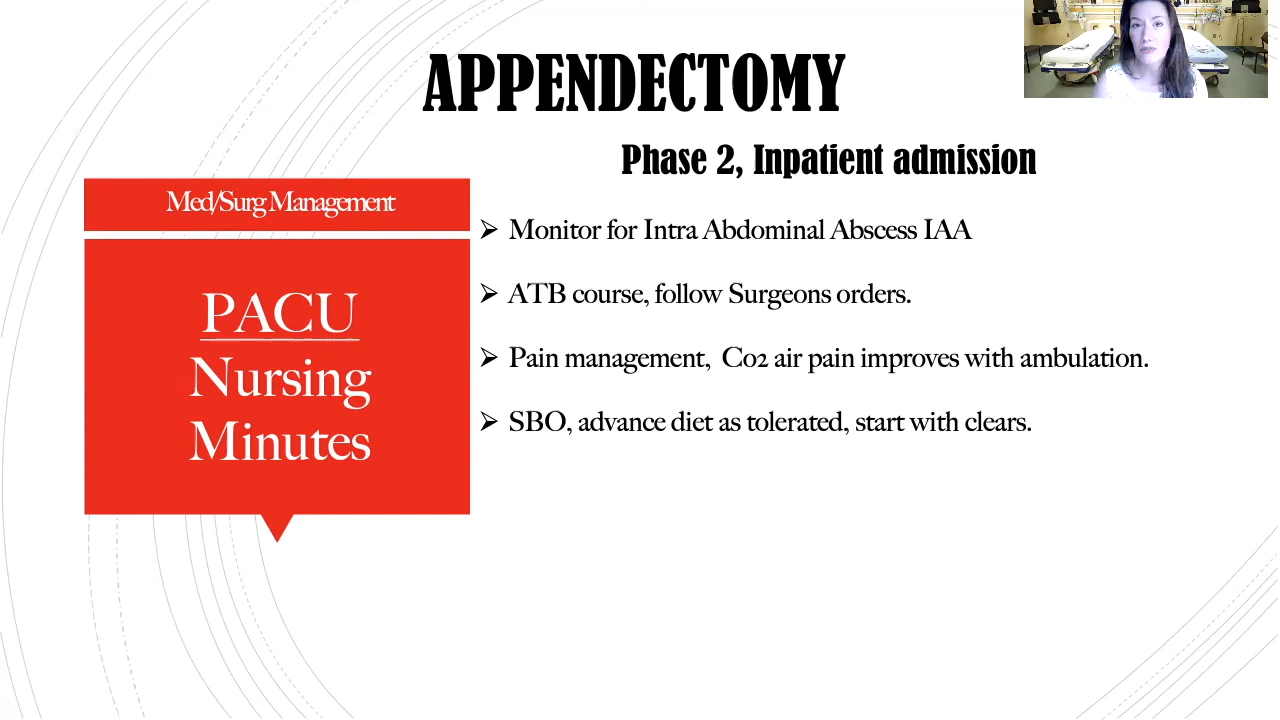 APPENDECTOMY
Phase 2, Inpatient admission
Med/Surg Management
PACU
Nursing
Minutes
Monitor for Intra Abdominal Abscess IAA
ATB course, follow Surgeons orders.
Pain management, Co2 air pain improves with ambulation.
SBO, advance diet as tolerated, start with clears.